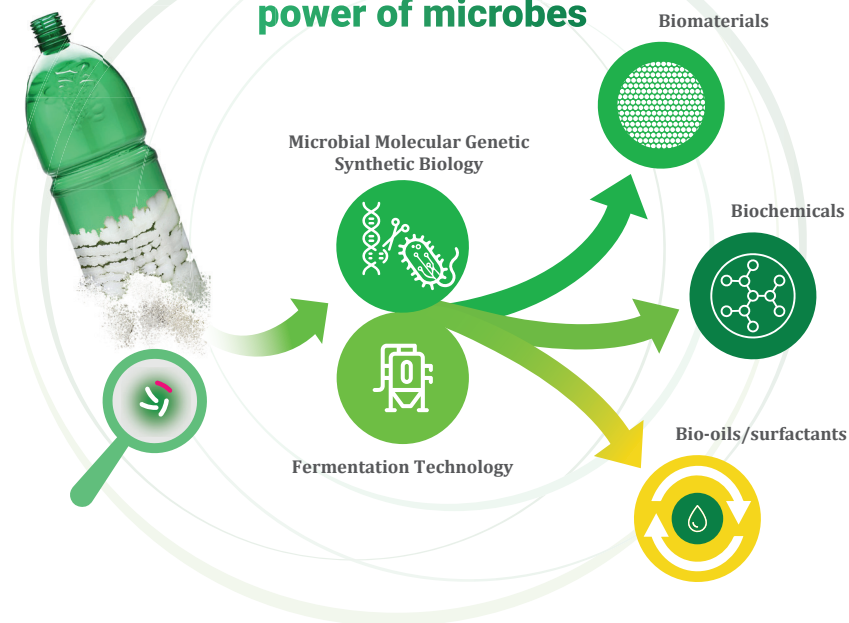 power of microbes
Biomaterials
Microbial Molecular Genetic
Synthetic Biology
Biochemicals
Bio-oils/surfactants
Fermentation Technology